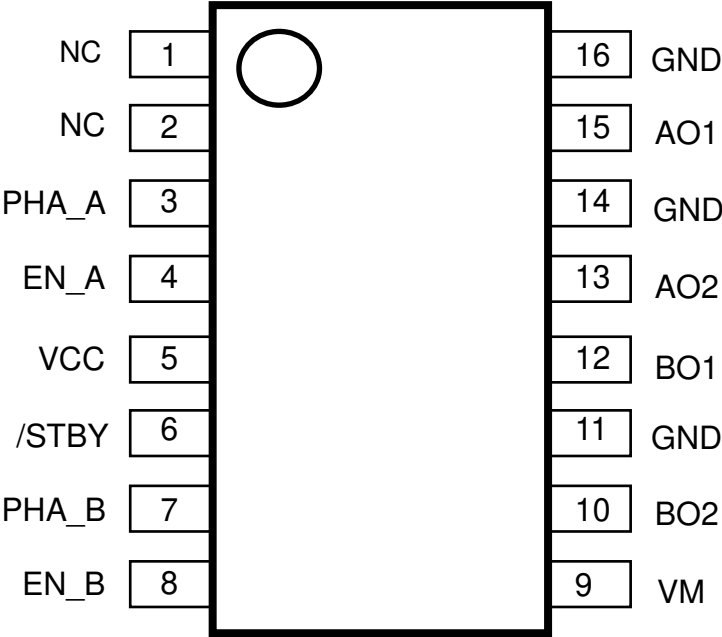 NC 1 16 GND
NC 2 15 AO1
PHA_A 3 14 GND
EN_A 4 13 AO2
VCC 5 12 BO1
/STBY 6 11 GND
PHA_B 7 10 BO2
EN_B 8 9 VM